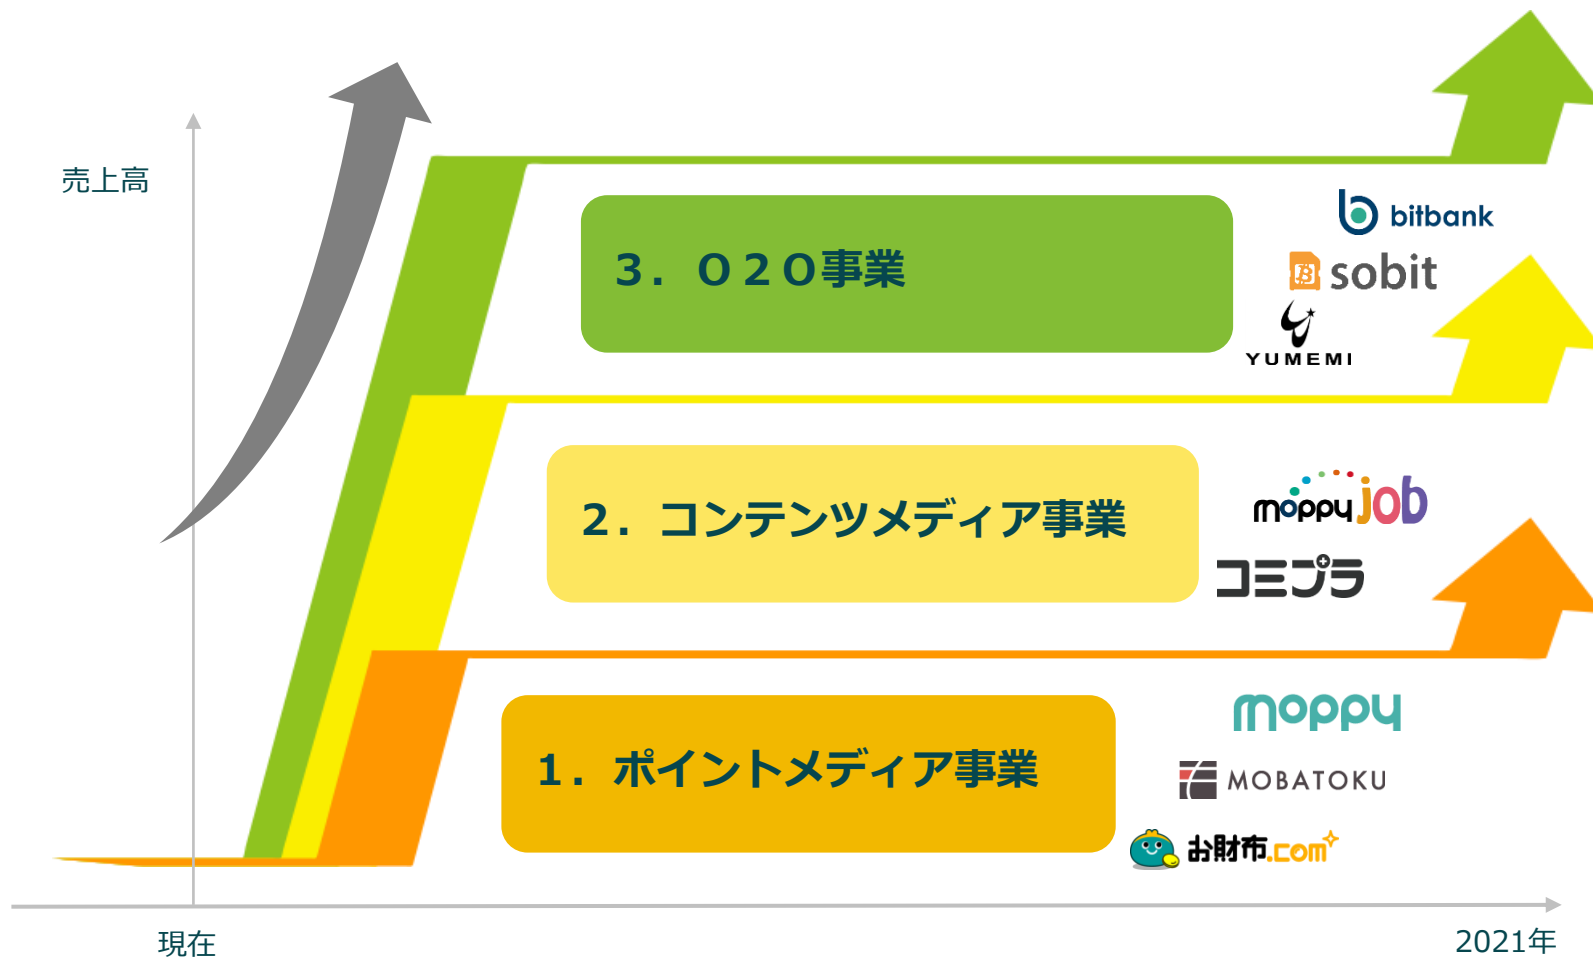 売上高
bitbank
3．Ｏ２Ｏ事業
sobit
YUMEMI
2．コンテンツメディア事業
moppyjob
コミプラ
moppy
1．ポイントメディア事業
MOBATOKU
お財布.com
現在
2021年